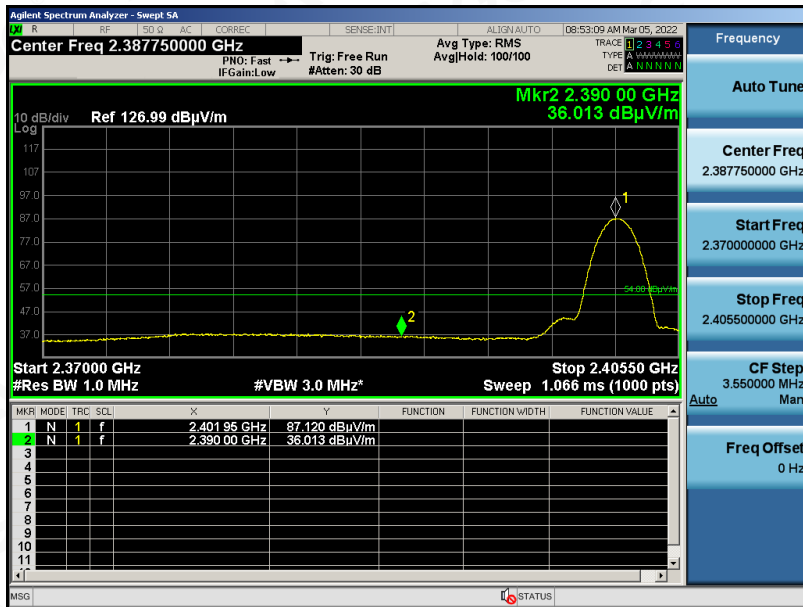 Agilent Spectrum Analyzer - Swept SA
LXI R RF 50 Ω AC CORREC SENSE:INT ALIGNAUTO 08:53:09 AM Mar 05, 2022
Center Freq 2.387750000 GHz Avg Type: RMS TRACE 1 2 3 4 5 6
PNO: Fast Trig: Free Run Avg|Hold: 100/100 TYPE A WWWWW
IFGain:Low #Atten: 30 dB DET A N N N N N
Mkr2 2.390 00 GHz
10 dB/div Ref 126.99 dBµV/m 36.013 dBµV/m
Log
117
107
97.0
1
87.0
77.0
67.0
57.0 54.00 dBµV/m
47.0
2
37.0
Start 2.37000 GHz Stop 2.40550 GHz
#Res BW 1.0 MHz #VBW 3.0 MHz* Sweep 1.066 ms (1000 pts)
MKR MODE TRC SCL X Y FUNCTION FUNCTION WIDTH FUNCTION VALUE
1 N 1 f 2.401 95 GHz 87.120 dBµV/m
2 N 1 f 2.390 00 GHz 36.013 dBµV/m
3
4
5
6
7
8
9
10
11
MSG STATUS
Frequency
Auto Tune
Center Freq
2.387750000 GHz
Start Freq
2.370000000 GHz
Stop Freq
2.405500000 GHz
CF Step
3.550000 MHz
Auto Man
Freq Offset
0 Hz